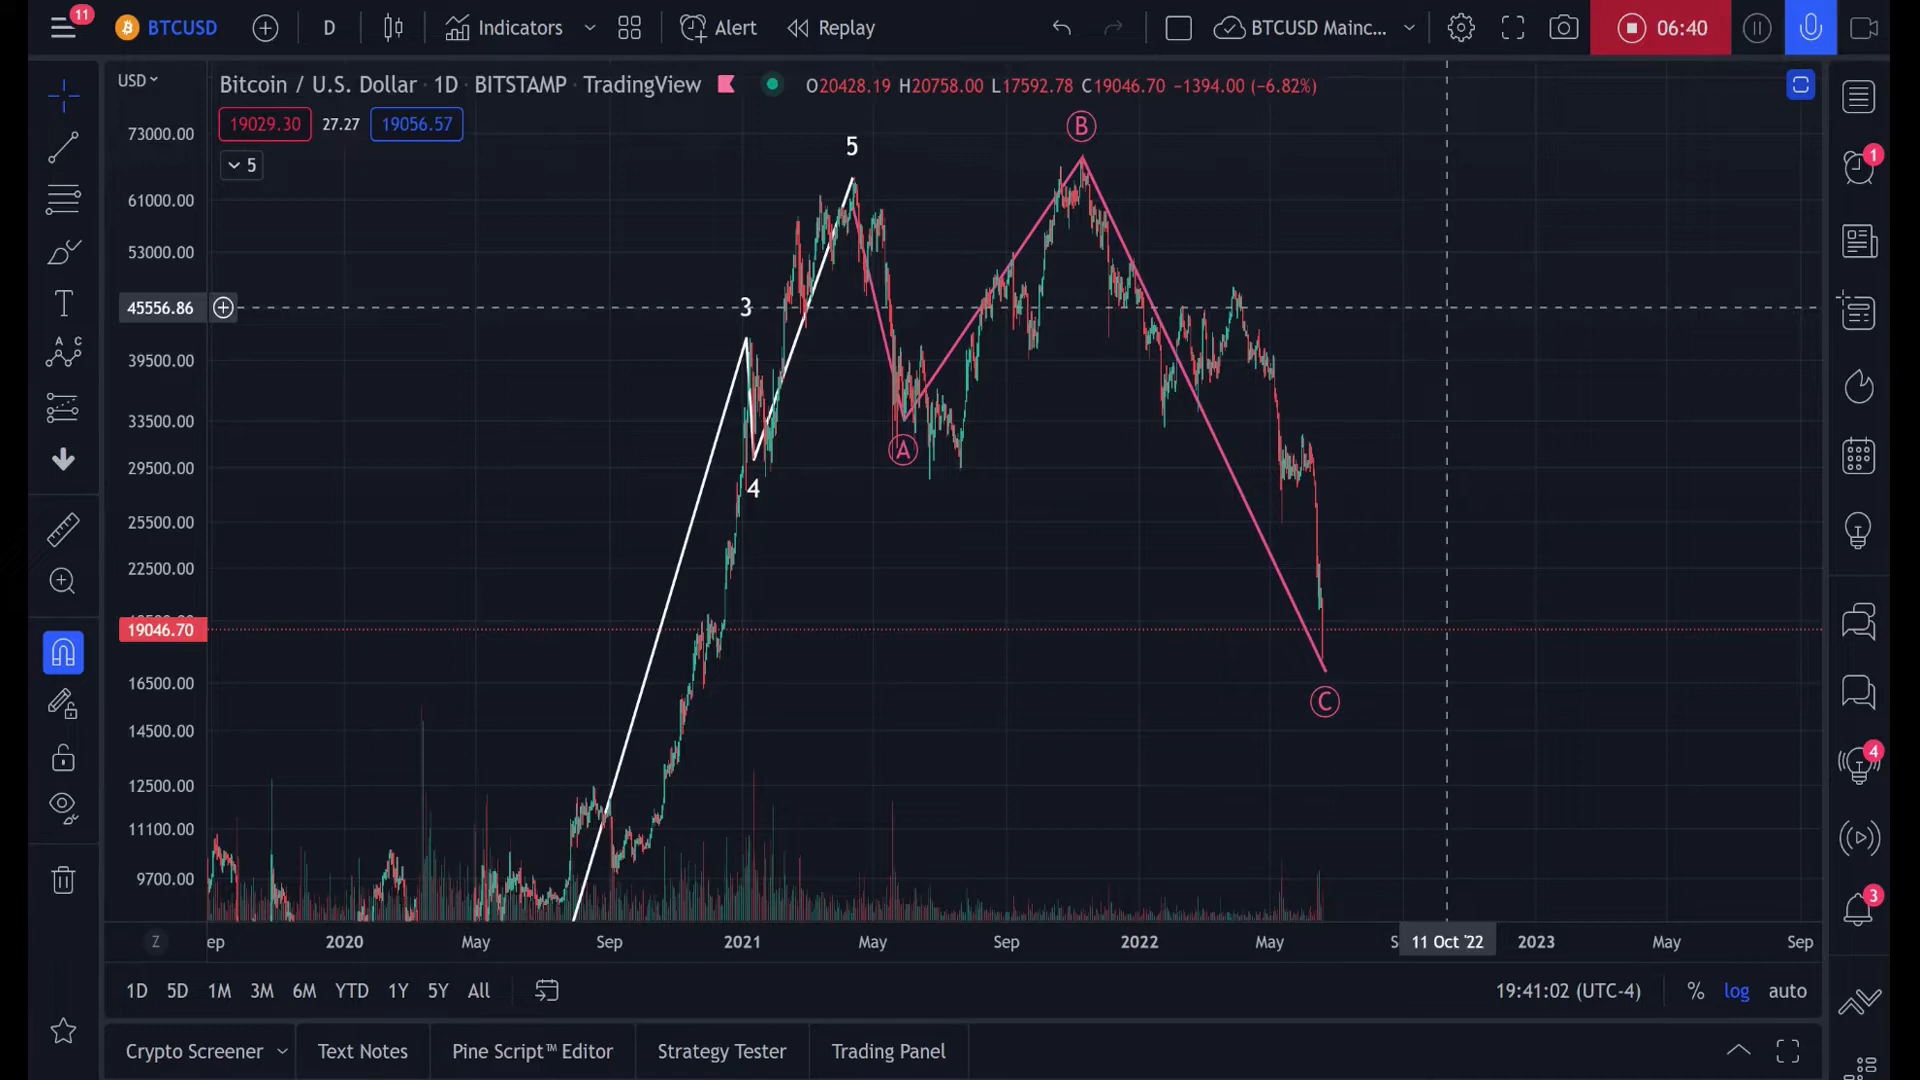 11 BTCUSD D Indicators Alert Replay BTCUSD Mainc... 06:40
USD Bitcoin / U.S. Dollar · 1D · BITSTAMP · TradingView O20428.19 H20758.00 L17592.78 C19046.70 −1394.00 (−6.82%)
19029.30 27.27 19056.57
5
73000.00
61000.00
53000.00
45556.86
39500.00
33500.00
29500.00
25500.00
22500.00
19046.70
16500.00
14500.00
12500.00
11100.00
9700.00
3
4
5
A
B
C
A C
1
4
3
Z ep 2020 May Sep 2021 May Sep 2022 May S 11 Oct '22 2023 May Sep
1D 5D 1M 3M 6M YTD 1Y 5Y All 19:41:02 (UTC-4) % log auto
Crypto Screener Text Notes Pine Script™ Editor Strategy Tester Trading Panel